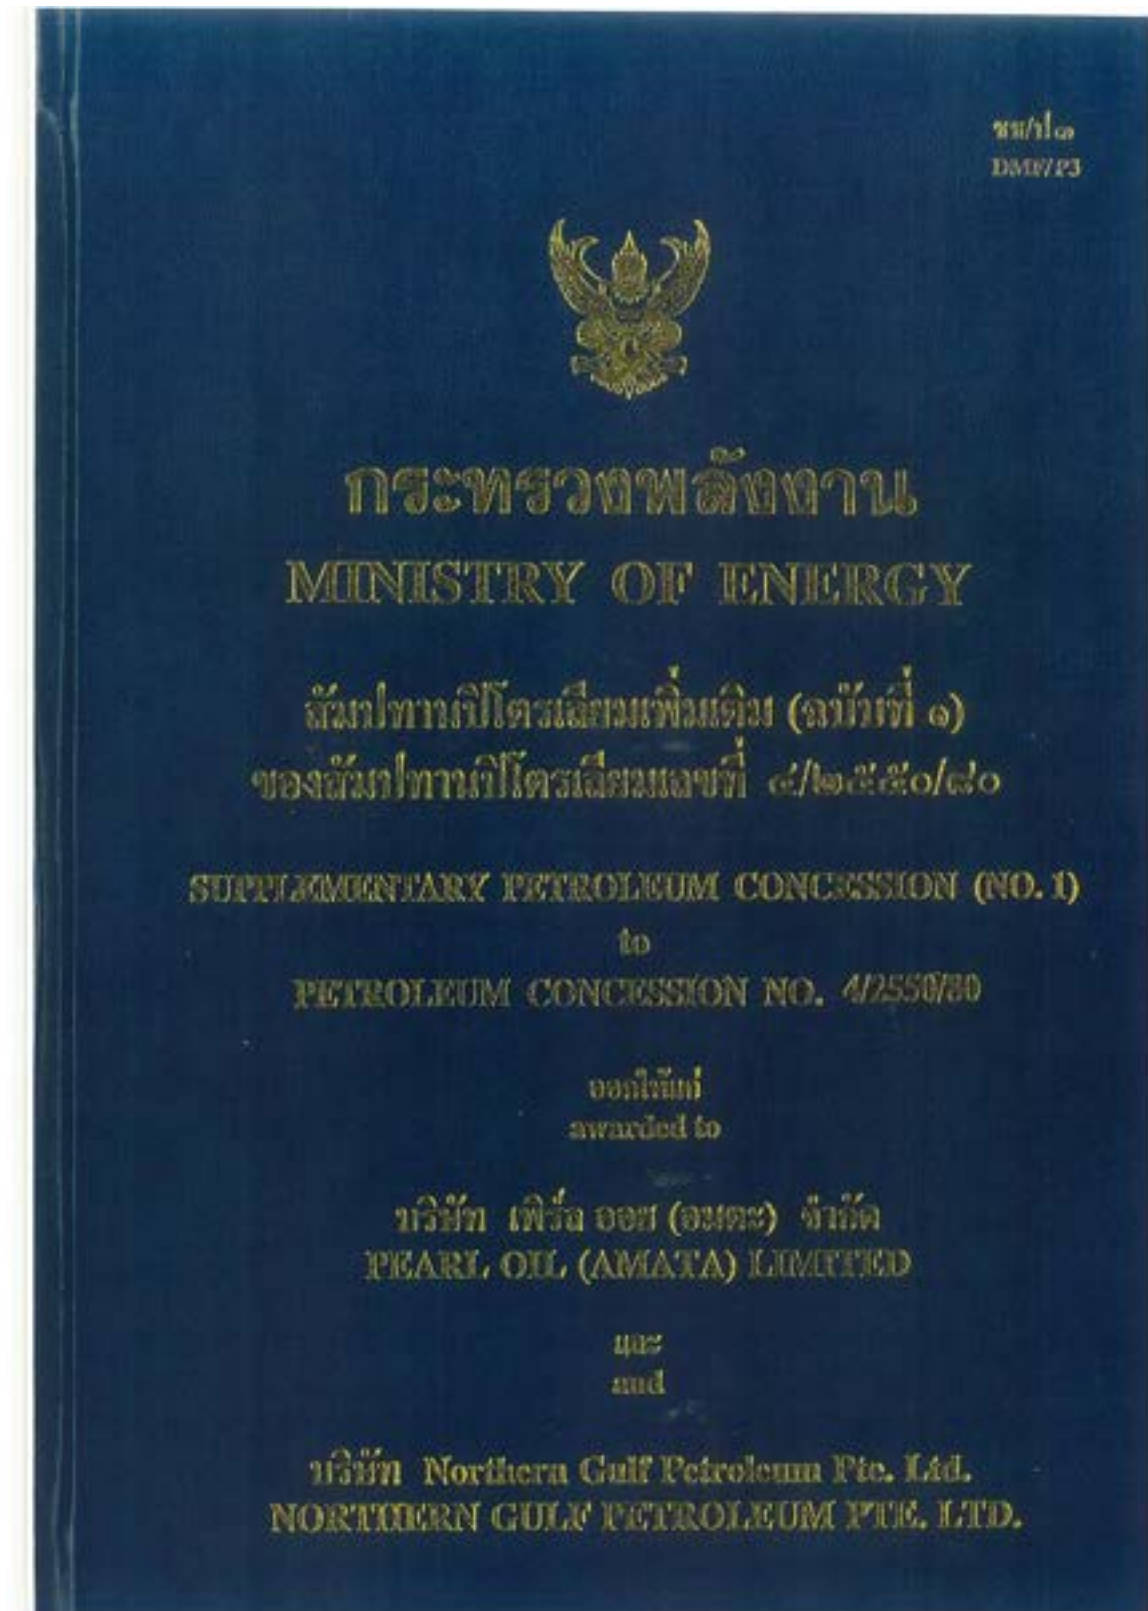 ชธ/ป๓
DMF/P3
กระทรวงพลังงาน
MINISTRY OF ENERGY
สัมปทานปิโตรเลียมเพิ่มเติม (ฉบับที่ ๑)
ของสัมปทานปิโตรเลียมเลขที่ ๔/๒๕๕๐/๘๐
SUPPLEMENTARY PETROLEUM CONCESSION (NO. 1)
to
PETROLEUM CONCESSION NO. 4/2550/80
ออกให้แก่
awarded to
บริษัท เพิร์ล ออย (อมตะ) จำกัด
PEARL OIL (AMATA) LIMITED
และ
and
บริษัท Northern Gulf Petroleum Pte. Ltd.
NORTHERN GULF PETROLEUM PTE. LTD.